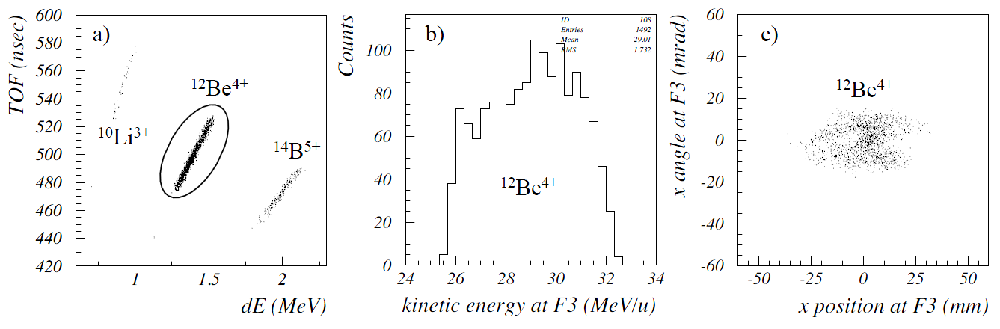 a)
TOF (nsec)
600
580
560
540
520
500
480
460
440
420
¹²Be⁴⁺
¹⁰Li³⁺
¹⁴B⁵⁺
1
1.5
2
dE (MeV)
b)
Counts
100
80
60
40
20
0
ID 108
Entries 1492
Mean 29.01
RMS 1.732
¹²Be⁴⁺
24
26
28
30
32
34
kinetic energy at F3 (MeV/u)
c)
x angle at F3 (mrad)
60
40
20
0
-20
-40
-60
¹²Be⁴⁺
-50
-25
0
25
50
x position at F3 (mm)